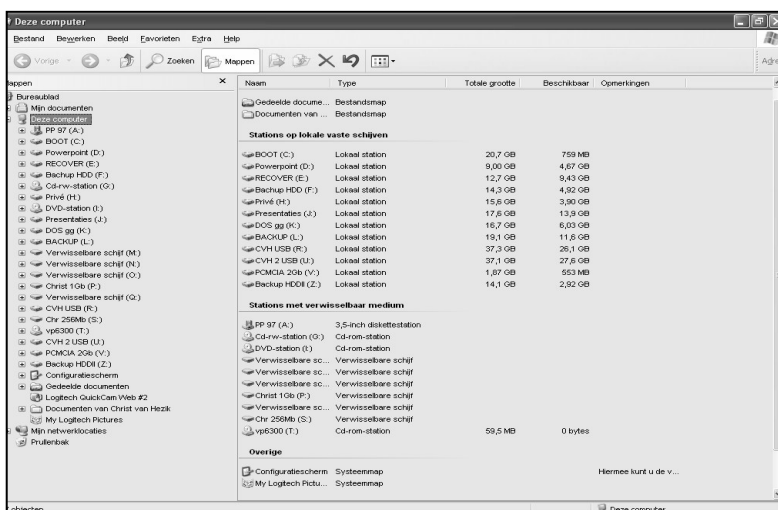 Deze computer
Bestand Bewerken Beeld Favorieten Extra Help
Vorige Zoeken Mappen
Mappen
Bureaublad
Mijn documenten
Deze computer
PP 97 (A:)
BOOT (C:)
Powerpoint (D:)
RECOVER (E:)
Bachup HDD (F:)
Cd-rw-station (G:)
Privé (H:)
DVD-station (I:)
Presentaties (J:)
DOS gg (K:)
BACKUP (L:)
Verwisselbare schijf (M:)
Verwisselbare schijf (N:)
Verwisselbare schijf (O:)
Christ 1Gb (P:)
Verwisselbare schijf (Q:)
CVH USB (R:)
Chr 256Mb (S:)
vp6300 (T:)
CVH 2 USB (U:)
PCMCIA 2Gb (V:)
Backup HDDII (Z:)
Configuratiescherm
Gedeelde documenten
Logitech QuickCam Web #2
Documenten van Christ van Hezik
My Logitech Pictures
Mijn netwerklocaties
Prullenbak
Naam Type Totale grootte Beschikbaar Opmerkingen
Gedeelde docume... Bestandsmap
Documenten van ... Bestandsmap
Stations op lokale vaste schijven
BOOT (C:) Lokaal station 20,7 GB 759 MB
Powerpoint (D:) Lokaal station 9,00 GB 4,67 GB
RECOVER (E:) Lokaal station 12,7 GB 9,43 GB
Bachup HDD (F:) Lokaal station 14,3 GB 4,92 GB
Privé (H:) Lokaal station 15,6 GB 3,90 GB
Presentaties (J:) Lokaal station 17,6 GB 13,9 GB
DOS gg (K:) Lokaal station 16,7 GB 6,03 GB
BACKUP (L:) Lokaal station 19,1 GB 11,6 GB
CVH USB (R:) Lokaal station 37,3 GB 26,1 GB
CVH 2 USB (U:) Lokaal station 37,1 GB 27,6 GB
PCMCIA 2Gb (V:) Lokaal station 1,87 GB 553 MB
Backup HDDII (Z:) Lokaal station 14,1 GB 2,92 GB
Stations met verwisselbaar medium
PP 97 (A:) 3,5-inch diskettestation
Cd-rw-station (G:) Cd-rom-station
DVD-station (I:) Cd-rom-station
Verwisselbare sc... Verwisselbare schijf
Verwisselbare sc... Verwisselbare schijf
Verwisselbare sc... Verwisselbare schijf
Christ 1Gb (P:) Verwisselbare schijf
Verwisselbare sc... Verwisselbare schijf
Chr 256Mb (S:) Verwisselbare schijf
vp6300 (T:) Cd-rom-station 59,5 MB 0 bytes
Overige
Configuratiescherm Systeemmap Hiermee kunt u de v...
My Logitech Pictu... Systeemmap
objecten Deze computer